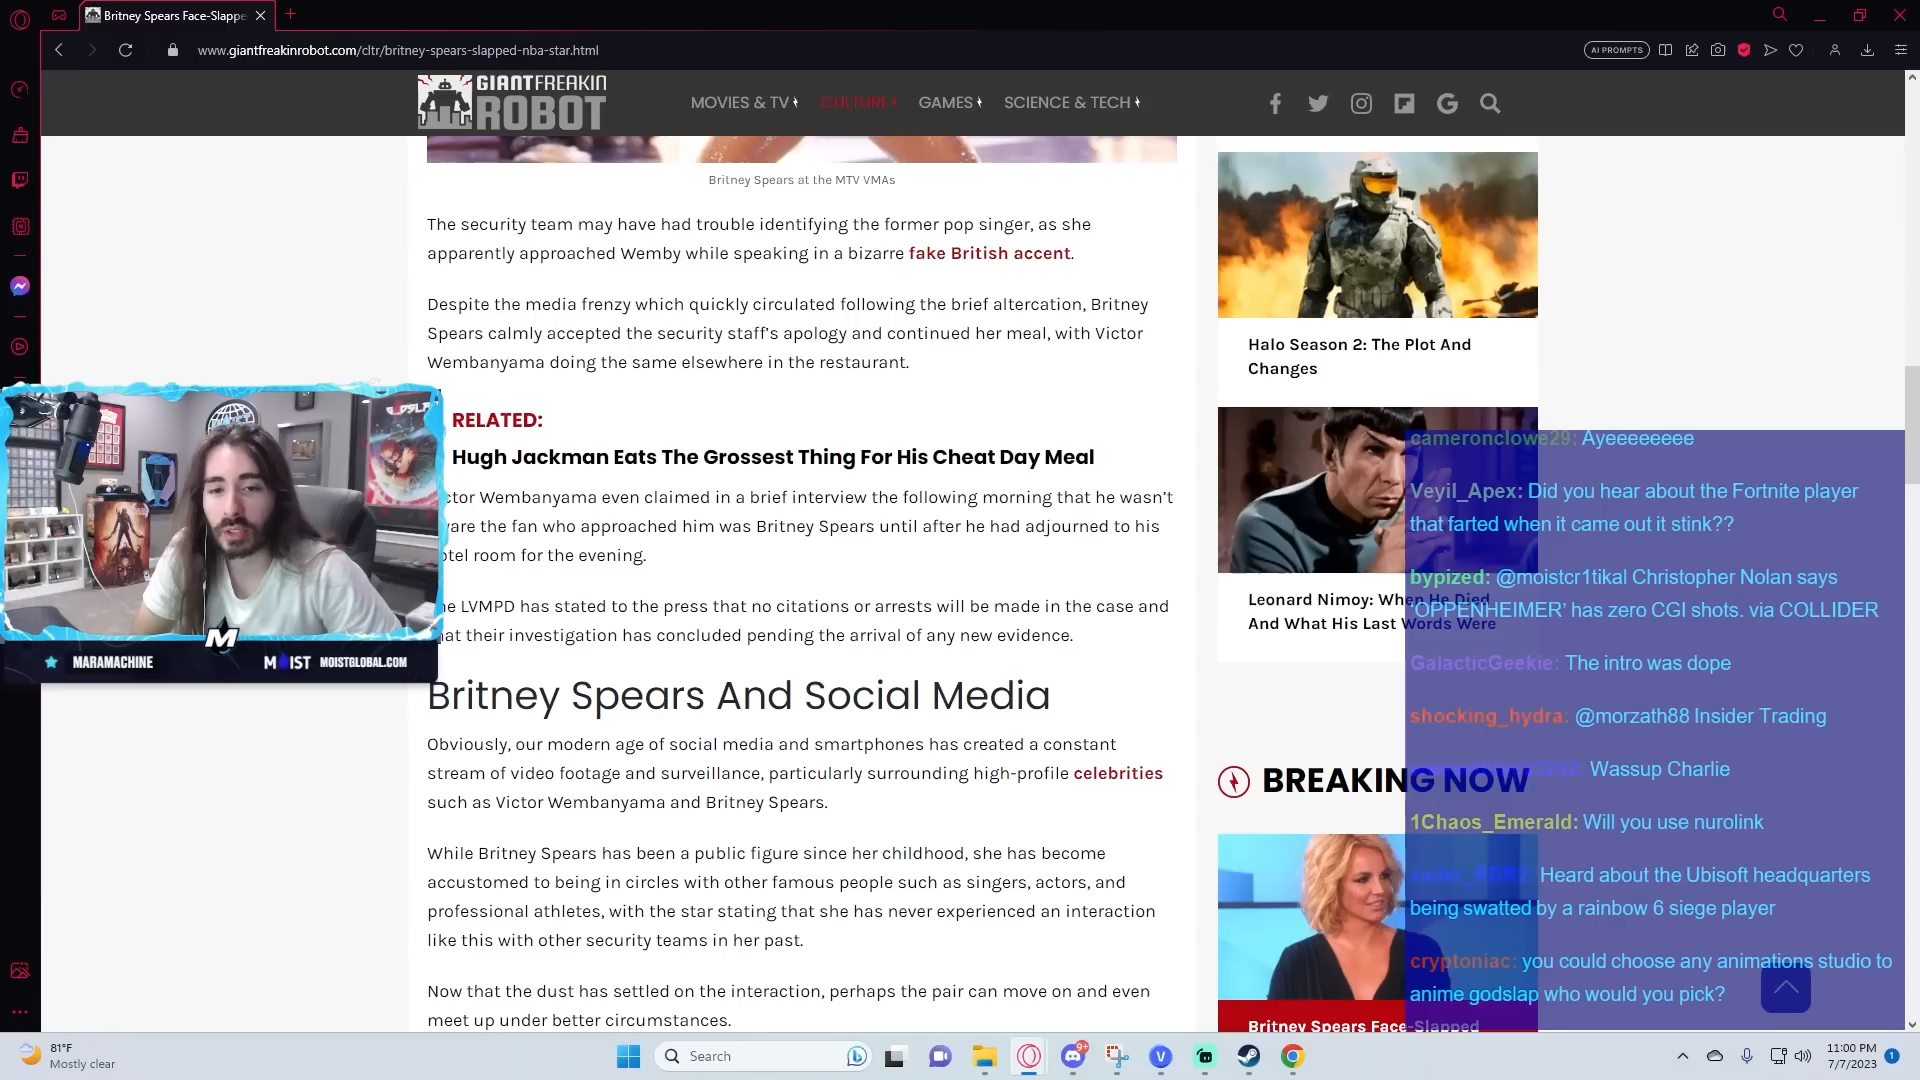 Britney Spears Face-Slappe
www.giantfreakinrobot.com/cltr/britney-spears-slapped-nba-star.html
AI PROMPTS
GIANTFREAKIN
ROBOT
MOVIES & TV
CULTURE
GAMES
SCIENCE & TECH
Britney Spears at the MTV VMAs
The security team may have had trouble identifying the former pop singer, as she
apparently approached Wemby while speaking in a bizarre fake British accent.
Despite the media frenzy which quickly circulated following the brief altercation, Britney
Spears calmly accepted the security staff's apology and continued her meal, with Victor
Wembanyama doing the same elsewhere in the restaurant.
RELATED:
Hugh Jackman Eats The Grossest Thing For His Cheat Day Meal
ctor Wembanyama even claimed in a brief interview the following morning that he wasn't
are the fan who approached him was Britney Spears until after he had adjourned to his
otel room for the evening.
e LVMPD has stated to the press that no citations or arrests will be made in the case and
at their investigation has concluded pending the arrival of any new evidence.
Britney Spears And Social Media
Obviously, our modern age of social media and smartphones has created a constant
stream of video footage and surveillance, particularly surrounding high-profile celebrities
such as Victor Wembanyama and Britney Spears.
While Britney Spears has been a public figure since her childhood, she has become
accustomed to being in circles with other famous people such as singers, actors, and
professional athletes, with the star stating that she has never experienced an interaction
like this with other security teams in her past.
Now that the dust has settled on the interaction, perhaps the pair can move on and even
meet up under better circumstances.
Halo Season 2: The Plot And
Changes
Leonard Nimoy: When He Died
And What His Last Words Were
BREAKING NOW
Britney Spears Face-Slapped
cameronclowe29: Ayeeeeeeee
Veyil_Apex: Did you hear about the Fortnite player
that farted when it came out it stink??
bypized: @moistcr1tikal Christopher Nolan says
'OPPENHEIMER' has zero CGI shots. via COLLIDER
GalacticGeekie: The intro was dope
shocking_hydra: @morzath88 Insider Trading
Wassup Charlie
1Chaos_Emerald: Will you use nurolink
Heard about the Ubisoft headquarters
being swatted by a rainbow 6 siege player
cryptoniac: you could choose any animations studio to
anime godslap who would you pick?
M
MARAMACHINE
MOIST
MOISTGLOBAL.COM
81°F
Mostly clear
Search
9+
11:00 PM
7/7/2023
1